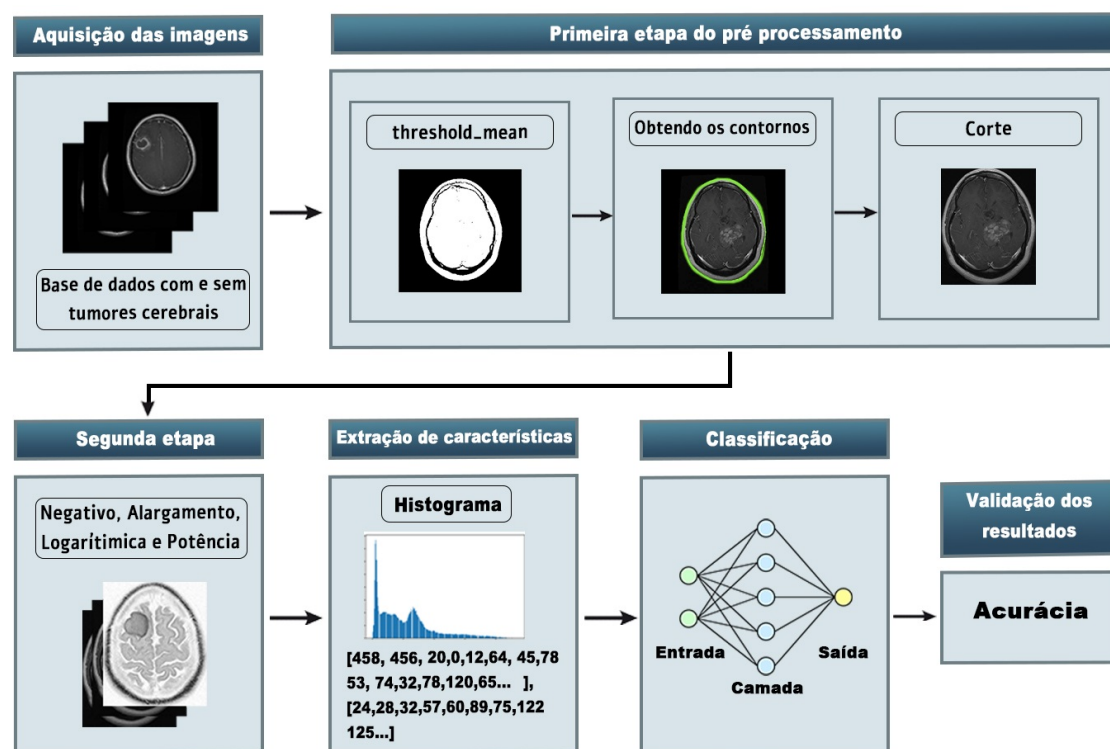 Aquisição das imagens
Primeira etapa do pré processamento
threshold_mean
Obtendo os contornos
Corte
Base de dados com e sem
tumores cerebrais
Segunda etapa
Extração de característícas
Classificação
Negativo, Alargamento,
Logarítimica e Potência
Histograma
[458, 456, 20,0,12,64, 45,78
53, 74,32,78,120,65... ],
[24,28,32,57,60,89,75,122
125...]
Entrada
Camada
Saída
Validação dos
resultados
Acurácia